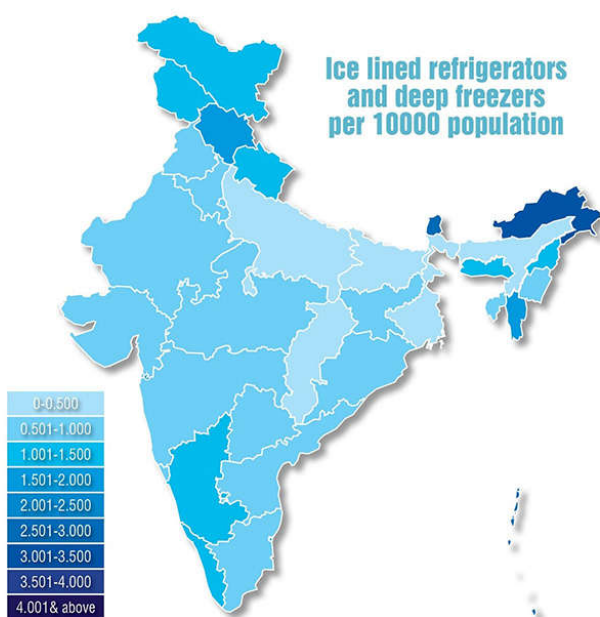 Ice lined refrigerators
and deep freezers
per 10000 population
0-0.500
0.501-1.000
1.001-1.500
1.501-2.000
2.001-2.500
2.501-3.000
3.001-3.500
3.501-4.000
4.001& above